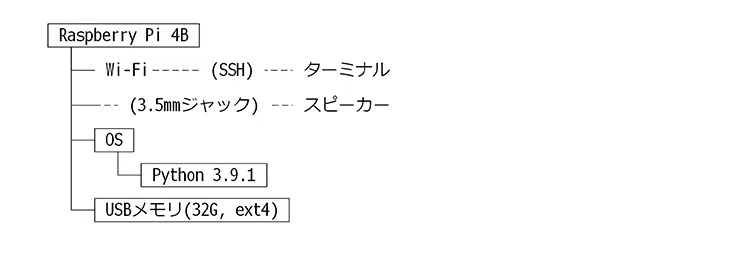 Raspberry Pi 4B
Wi-Fi (SSH) ターミナル
(3.5mmジャック) スピーカー
OS
Python 3.9.1
USBメモリ(32G, ext4)